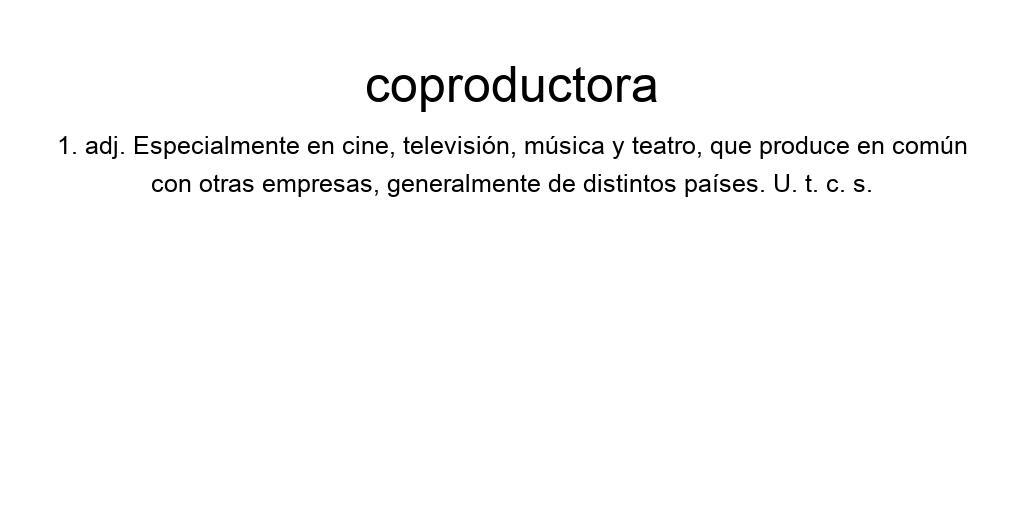 coproductora
1. adj. Especialmente en cine, televisión, música y teatro, que produce en común
con otras empresas, generalmente de distintos países. U. t. c. s.